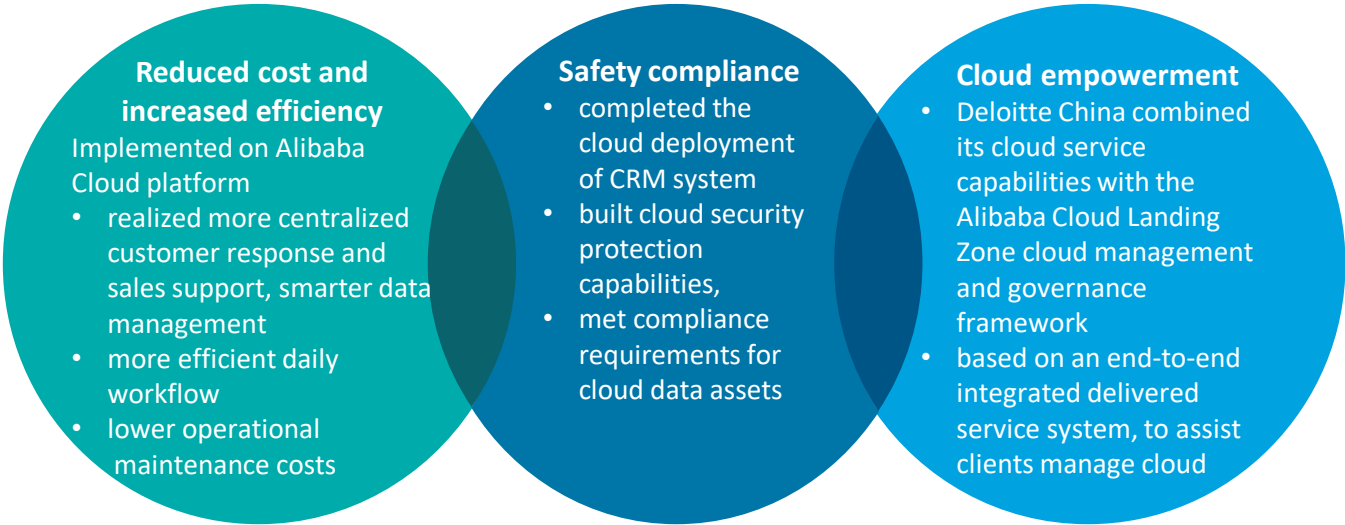 Reduced cost and
increased efficiency
Implemented on Alibaba
Cloud platform
• realized more centralized
customer response and
sales support, smarter data
management
• more efficient daily
workflow
• lower operational
maintenance costs
Safety compliance
• completed the
cloud deployment
of CRM system
• built cloud security
protection
capabilities,
• met compliance
requirements for
cloud data assets
Cloud empowerment
• Deloitte China combined
its cloud service
capabilities with the
Alibaba Cloud Landing
Zone cloud management
and governance
framework
• based on an end-to-end
integrated delivered
service system, to assist
clients manage cloud